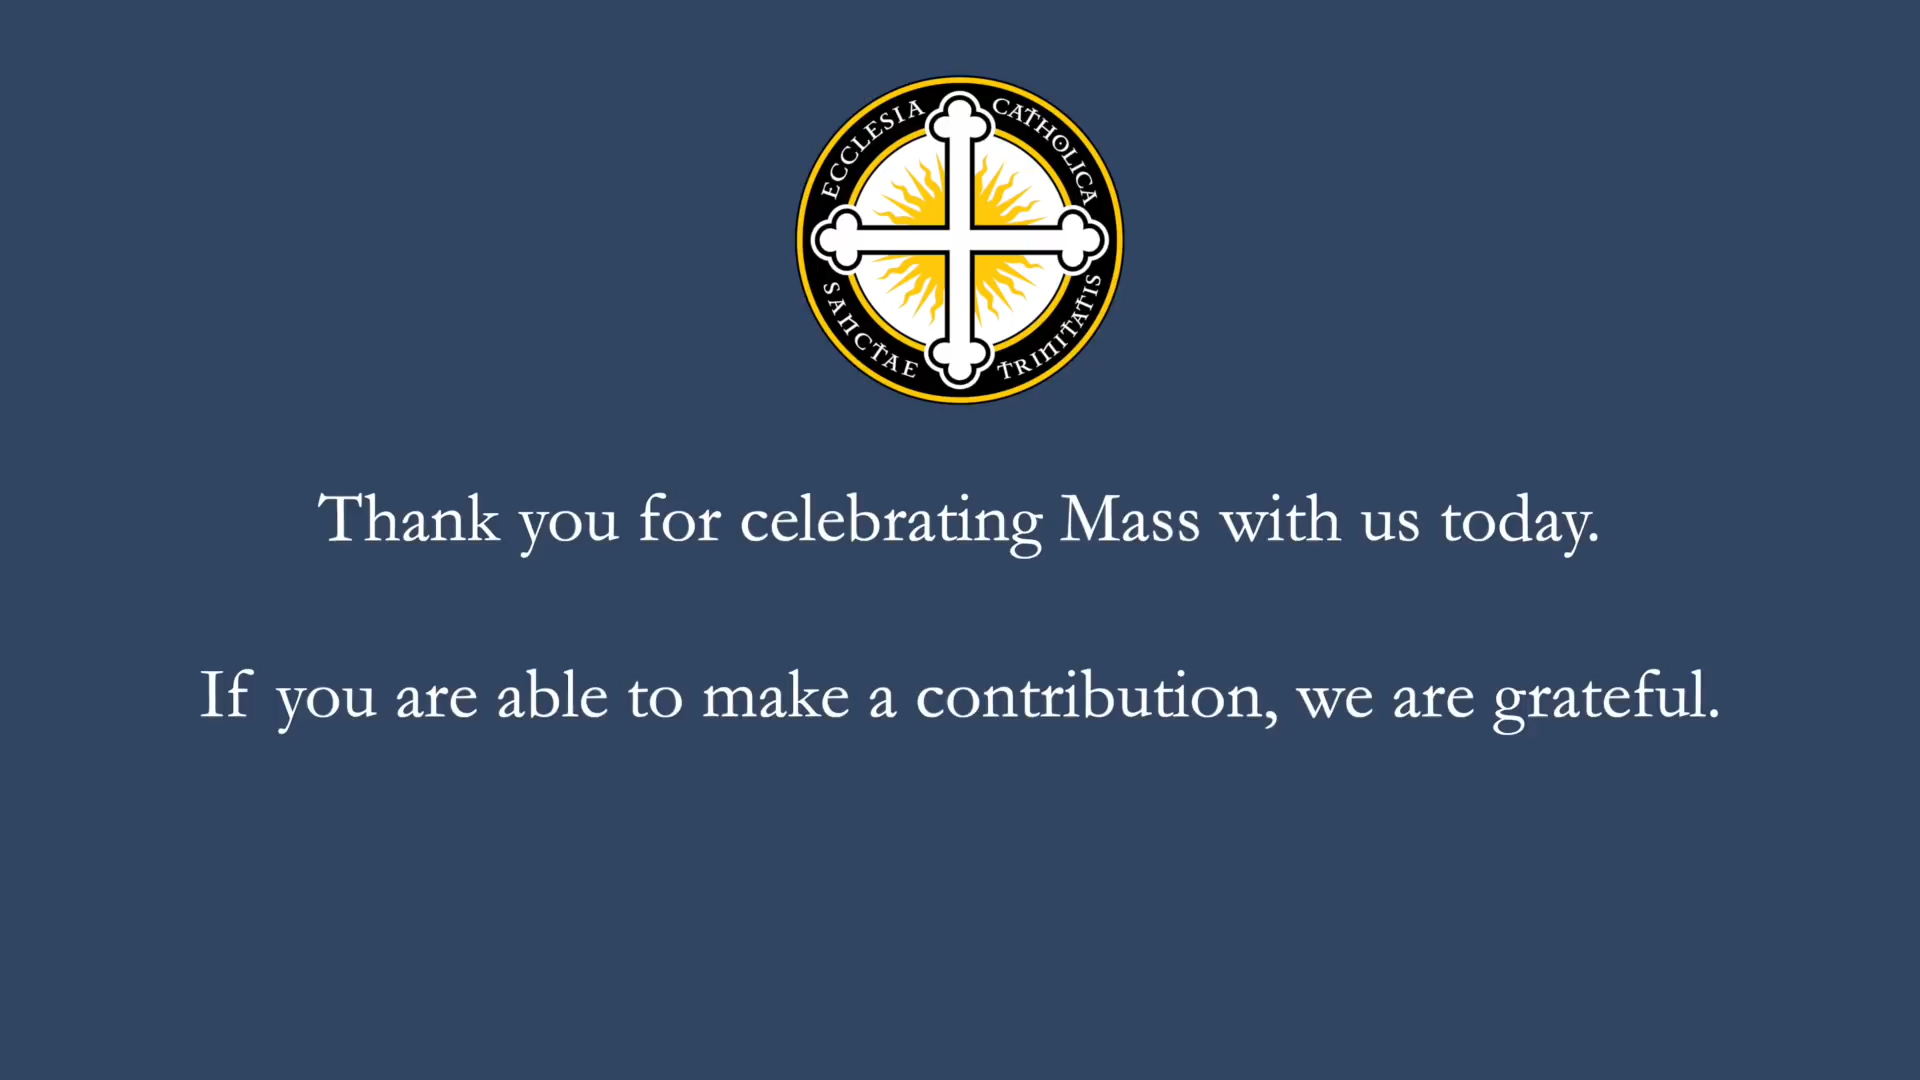 ECCLESIA CATHOLICA
SANCTAE TRINITATIS
Thank you for celebrating Mass with us today.
If you are able to make a contribution, we are grateful.